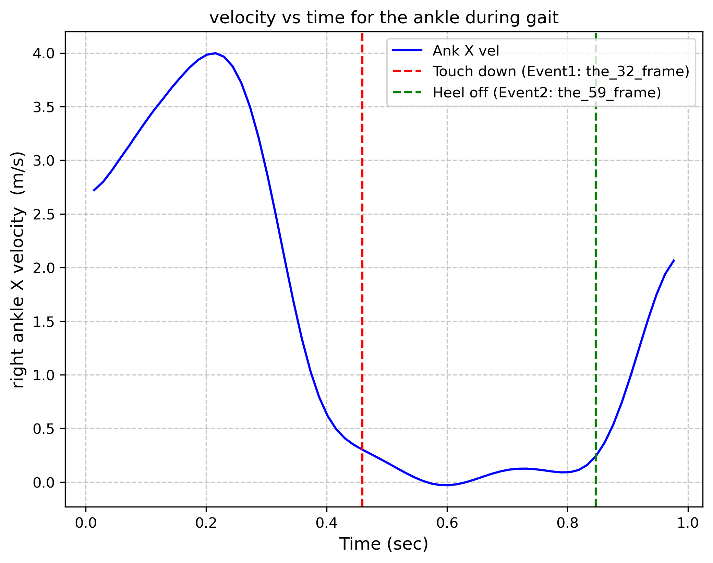 velocity vs time for the ankle during gait
Ank X vel
Touch down (Event1: the_32_frame)
Heel off (Event2: the_59_frame)
right ankle X velocity  (m/s)
4.0
3.5
3.0
2.5
2.0
1.5
1.0
0.5
0.0
0.0 0.2 0.4 0.6 0.8 1.0
Time (sec)